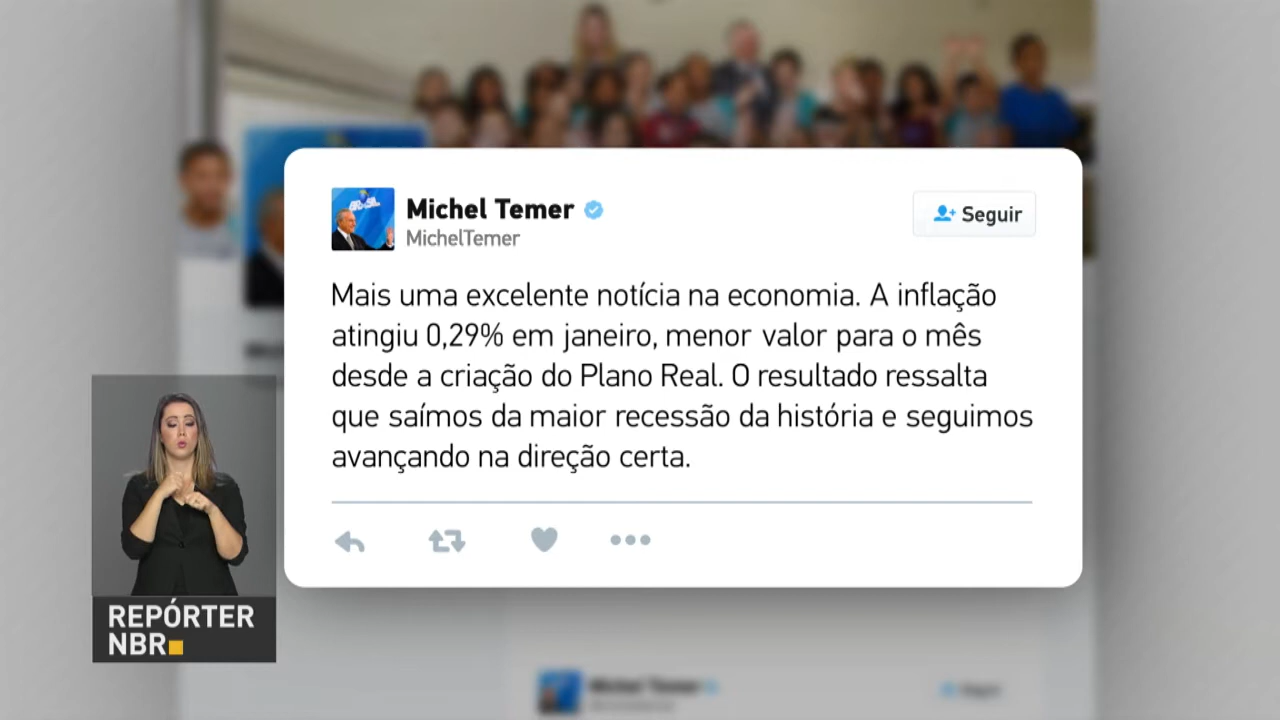 Michel Temer
MichelTemer
Seguir
Mais uma excelente notícia na economia. A inflação
atingiu 0,29% em janeiro, menor valor para o mês
desde a criação do Plano Real. O resultado ressalta
que saímos da maior recessão da história e seguimos
avançando na direção certa.
REPÓRTER
NBR
Michel Temer